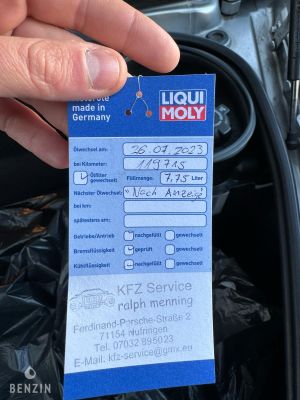 Motoröle
made in
Germany
LIQUI
MOLY
Ölwechsel am: 26.07.2023
bei Kilometer: 119715
Ölfilter gewechselt Füllmenge: 7,75 Liter
Nächster Ölwechsel: "Nach Anzeige"
bei km:
spätestens am:
Getriebe/Antrieb nachgefüllt gewechselt
Bremsflüssigkeit geprüft gewechselt
Kühlflüssigkeit nachgefüllt gewechselt
KFZ Service
ralph menning
Ferdinand-Porsche-Straße 2
71154 Nufringen
Tel. 07032 895023
E-Mail: kfz-service@gmx.eu
BENZIN